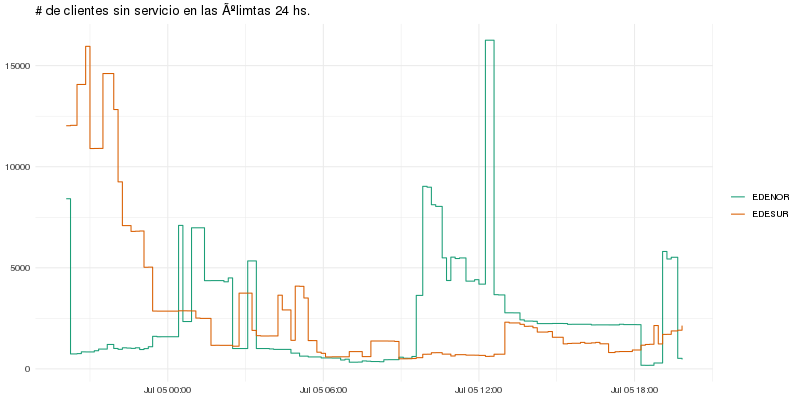 # de clientes sin servicio en las Ãºlimtas 24 hs.
15000
10000
5000
0
Jul 05 00:00
Jul 05 06:00
Jul 05 12:00
Jul 05 18:00
EDENOR
EDESUR